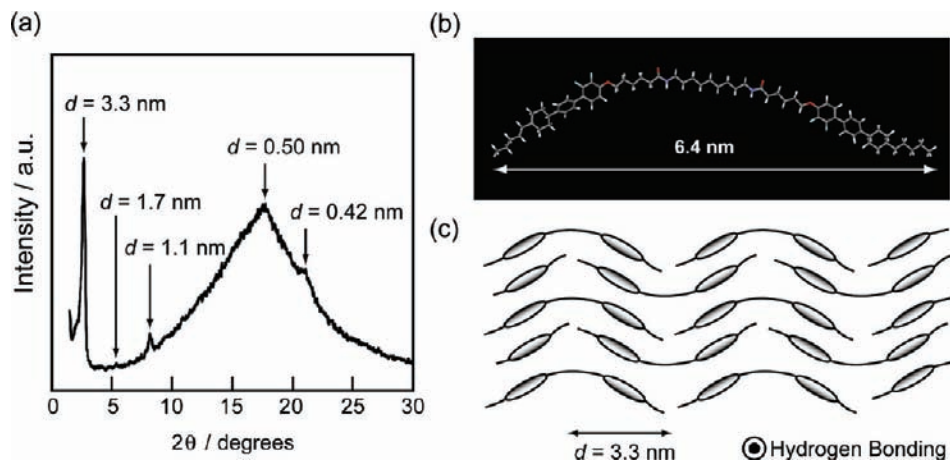 (a)
Intensity / a.u.
d = 3.3 nm
d = 1.7 nm
d = 1.1 nm
d = 0.50 nm
d = 0.42 nm
0 5 10 15 20 25 30
2θ / degrees
(b)
6.4 nm
(c)
d = 3.3 nm
Hydrogen Bonding